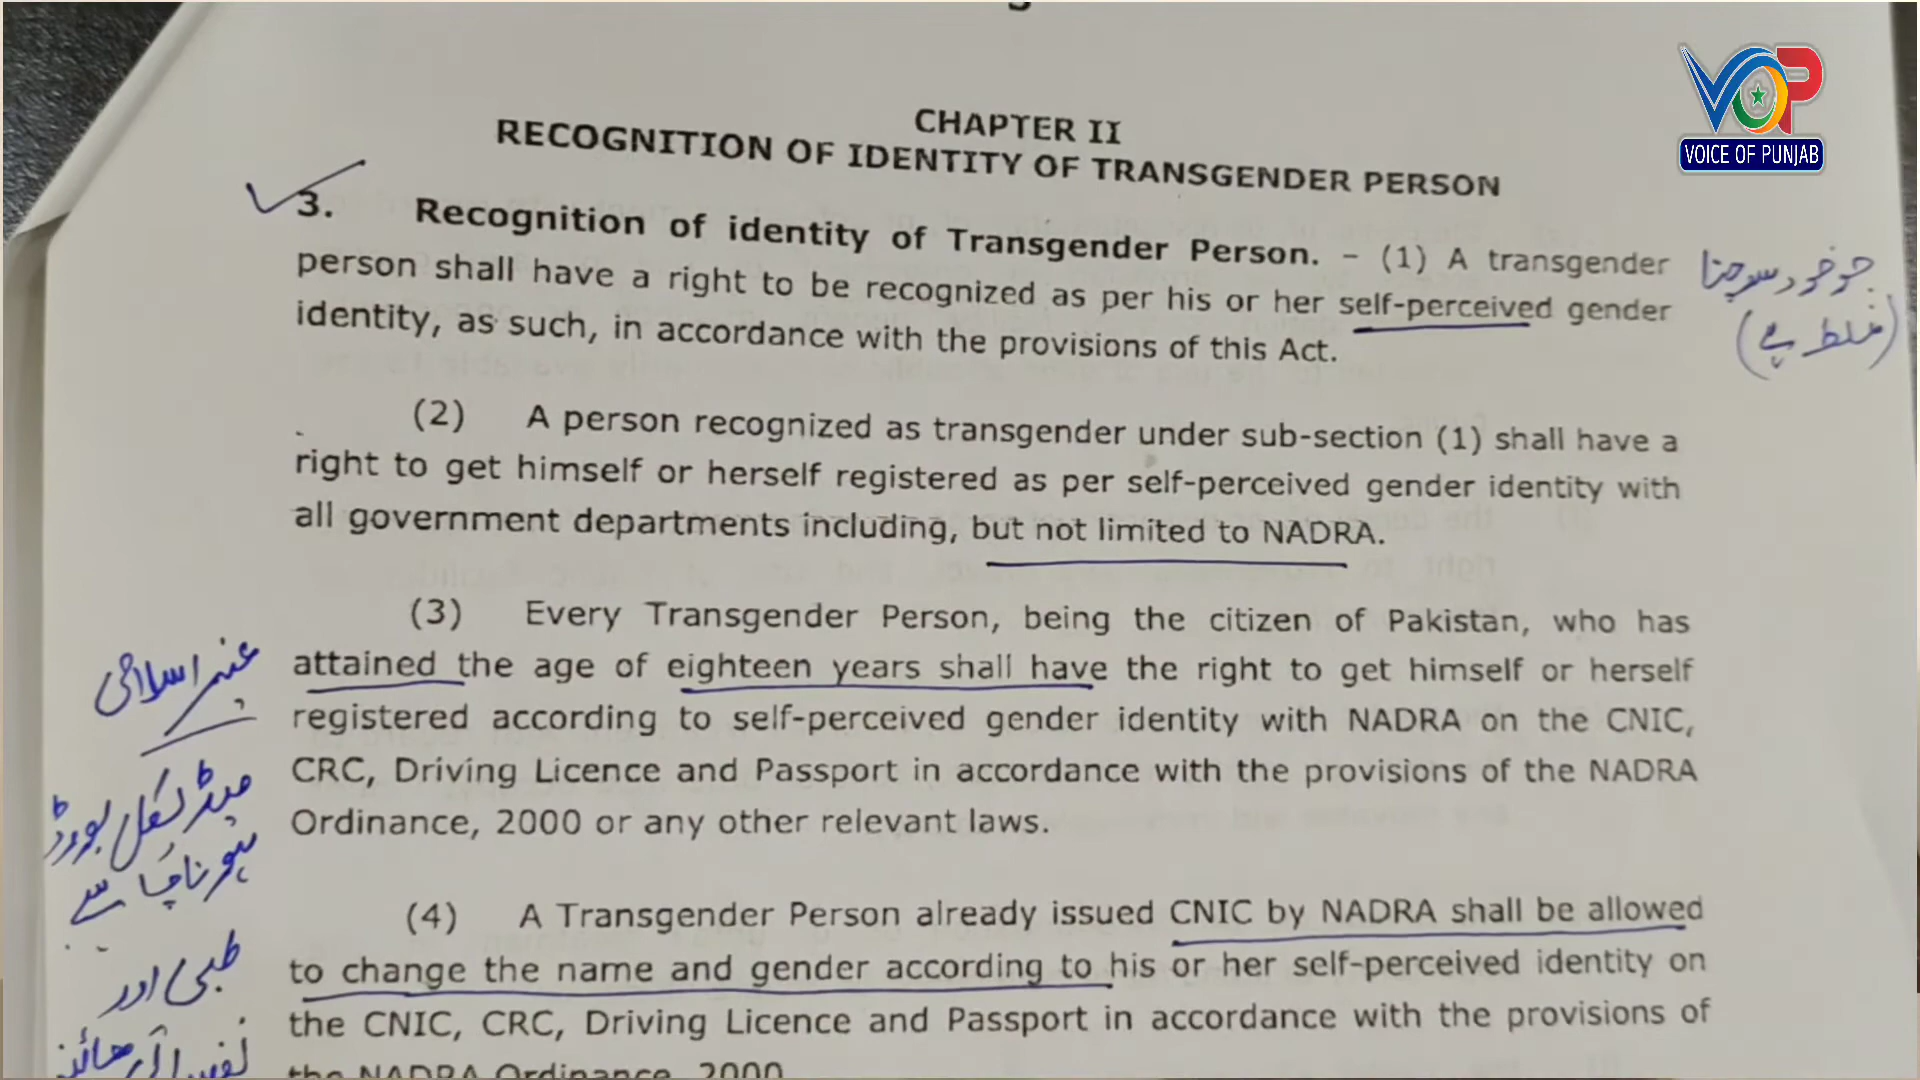 VOP
VOICE OF PUNJAB
CHAPTER II
RECOGNITION OF IDENTITY OF TRANSGENDER PERSON
3. Recognition of identity of Transgender Person. – (1) A transgender
person shall have a right to be recognized as per his or her self-perceived gender
identity, as such, in accordance with the provisions of this Act.
جو خود سوچنا
(غلط ہے)
(2) A person recognized as transgender under sub-section (1) shall have a
right to get himself or herself registered as per self-perceived gender identity with
all government departments including, but not limited to NADRA.
(3) Every Transgender Person, being the citizen of Pakistan, who has
attained the age of eighteen years shall have the right to get himself or herself
registered according to self-perceived gender identity with NADRA on the CNIC,
CRC, Driving Licence and Passport in accordance with the provisions of the NADRA
Ordinance, 2000 or any other relevant laws.
غیر اسلامی
میڈیکل بورڈ
ہونا چاہئے
(4) A Transgender Person already issued CNIC by NADRA shall be allowed
to change the name and gender according to his or her self-perceived identity on
the CNIC, CRC, Driving Licence and Passport in accordance with the provisions of
the NADRA Ordinance, 2000
طبی اور